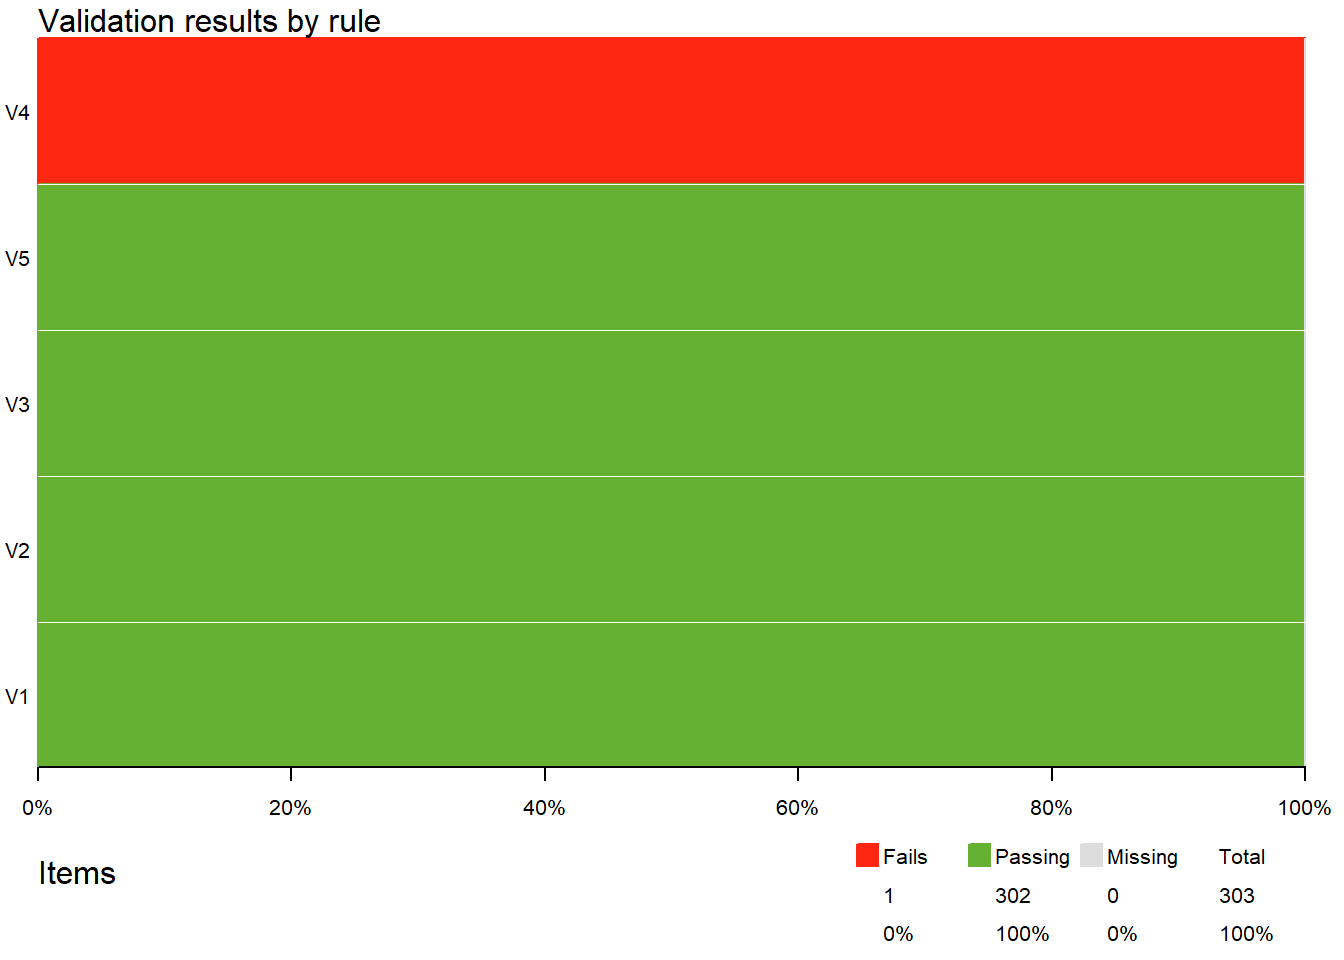 Validation results by rule
V4
V5
V3
V2
V1
0% 20% 40% 60% 80% 100%
Items
Fails Passing Missing Total
1 302 0 303
0% 100% 0% 100%